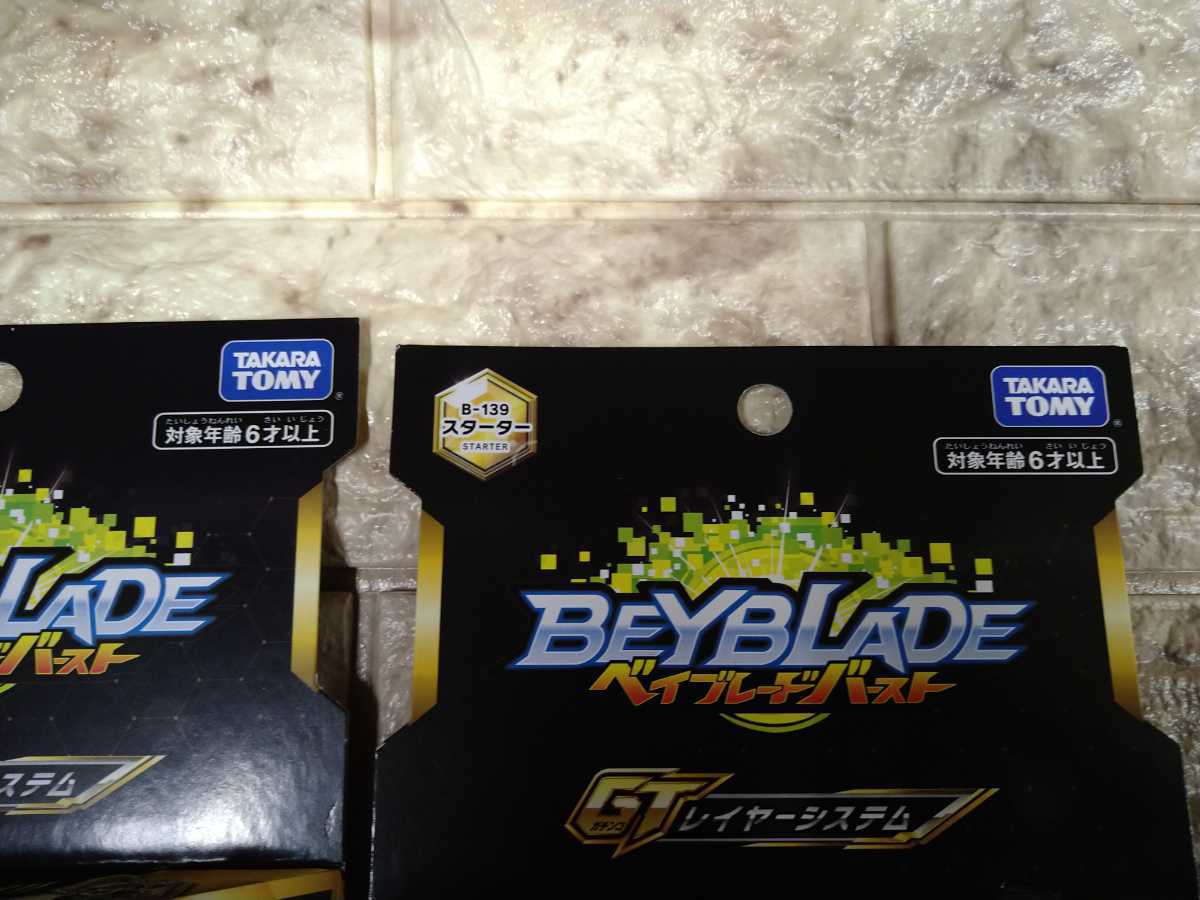 TAKARA
TOMY
®
たいしょうねんれい さい いじょう
対象年齢6才以上
LADE
バースト
ステム
B-139
スターター
STARTER
TAKARA
TOMY
®
たいしょうねんれい さい いじょう
対象年齢6才以上
BEYBLADE
ベイブレードバースト
GT
ガチンコ
レイヤーシステム